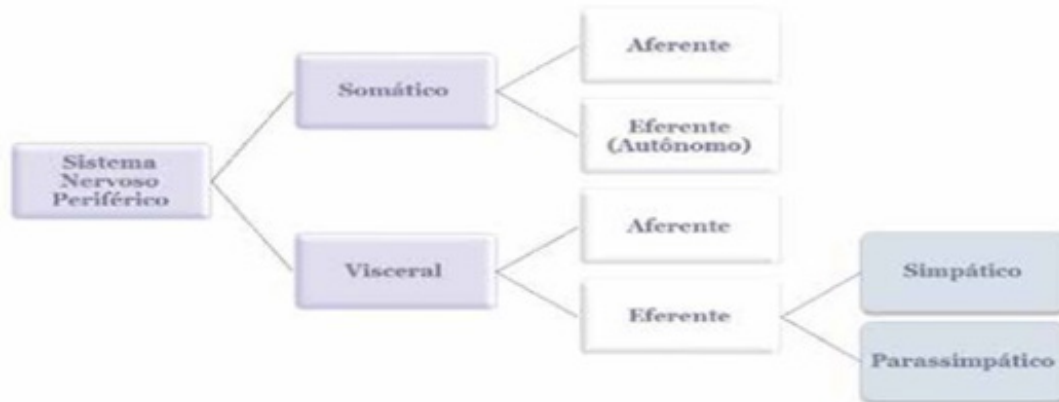 Sistema
Nervoso
Periférico
Somático
Aferente
Eferente
(Autônomo)
Visceral
Aferente
Eferente
Simpático
Parassimpático